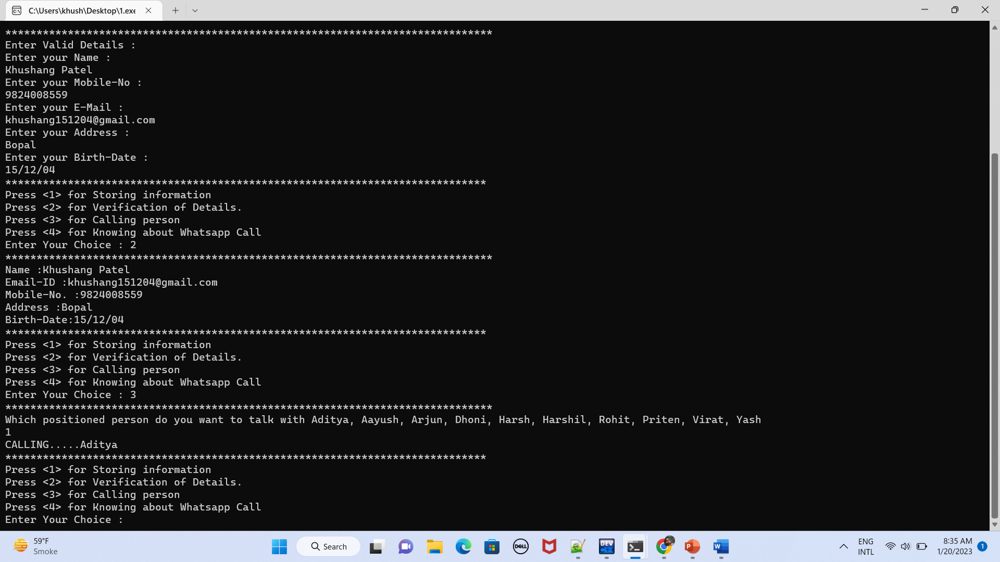 C:\Users\khush\Desktop\1.exe
******************************************************************************
Enter Valid Details :
Enter your Name :
Khushang Patel
Enter your Mobile-No :
9824008559
Enter your E-Mail :
khushang151204@gmail.com
Enter your Address :
Bopal
Enter your Birth-Date :
15/12/04
*****************************************************************************
Press <1> for Storing information
Press <2> for Verification of Details.
Press <3> for Calling person
Press <4> for Knowing about Whatsapp Call
Enter Your Choice : 2
******************************************************************************
Name :Khushang Patel
Email-ID :khushang151204@gmail.com
Mobile-No. :9824008559
Address :Bopal
Birth-Date:15/12/04
*****************************************************************************
Press <1> for Storing information
Press <2> for Verification of Details.
Press <3> for Calling person
Press <4> for Knowing about Whatsapp Call
Enter Your Choice : 3
******************************************************************************
Which positioned person do you want to talk with Aditya, Aayush, Arjun, Dhoni, Harsh, Harshil, Rohit, Priten, Virat, Yash
1
CALLING.....Aditya
*****************************************************************************
Press <1> for Storing information
Press <2> for Verification of Details.
Press <3> for Calling person
Press <4> for Knowing about Whatsapp Call
Enter Your Choice :
59°F
Smoke
Search
DELL
DEV
C++
P
W
ENG
INTL
8:35 AM
1/20/2023
1